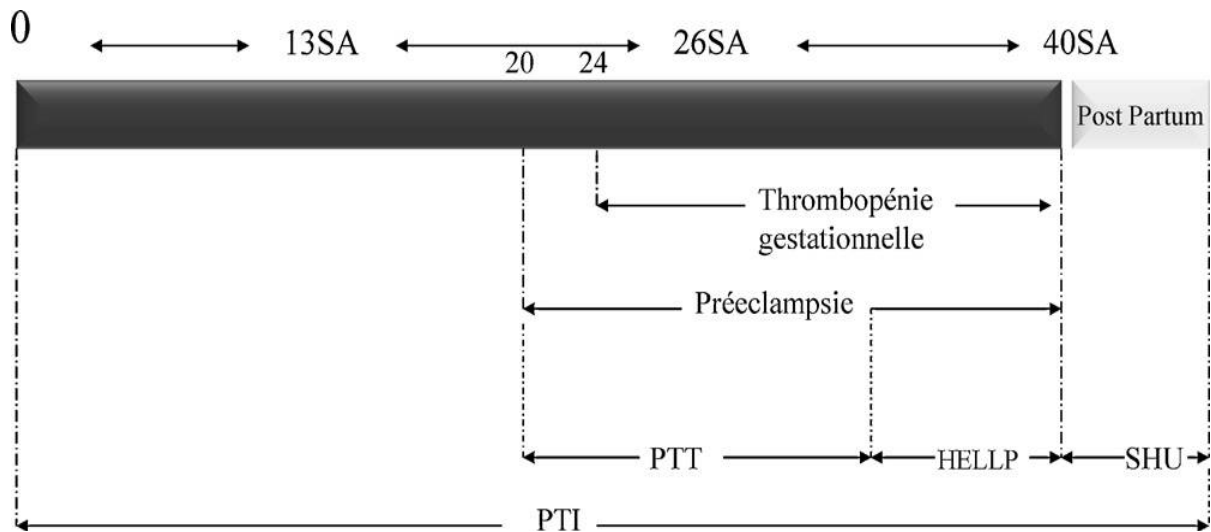 0
13SA 26SA 40SA
20 24
Post Partum
Thrombopénie
gestationnelle
Préeclampsie
PTT HELLP SHU
PTI